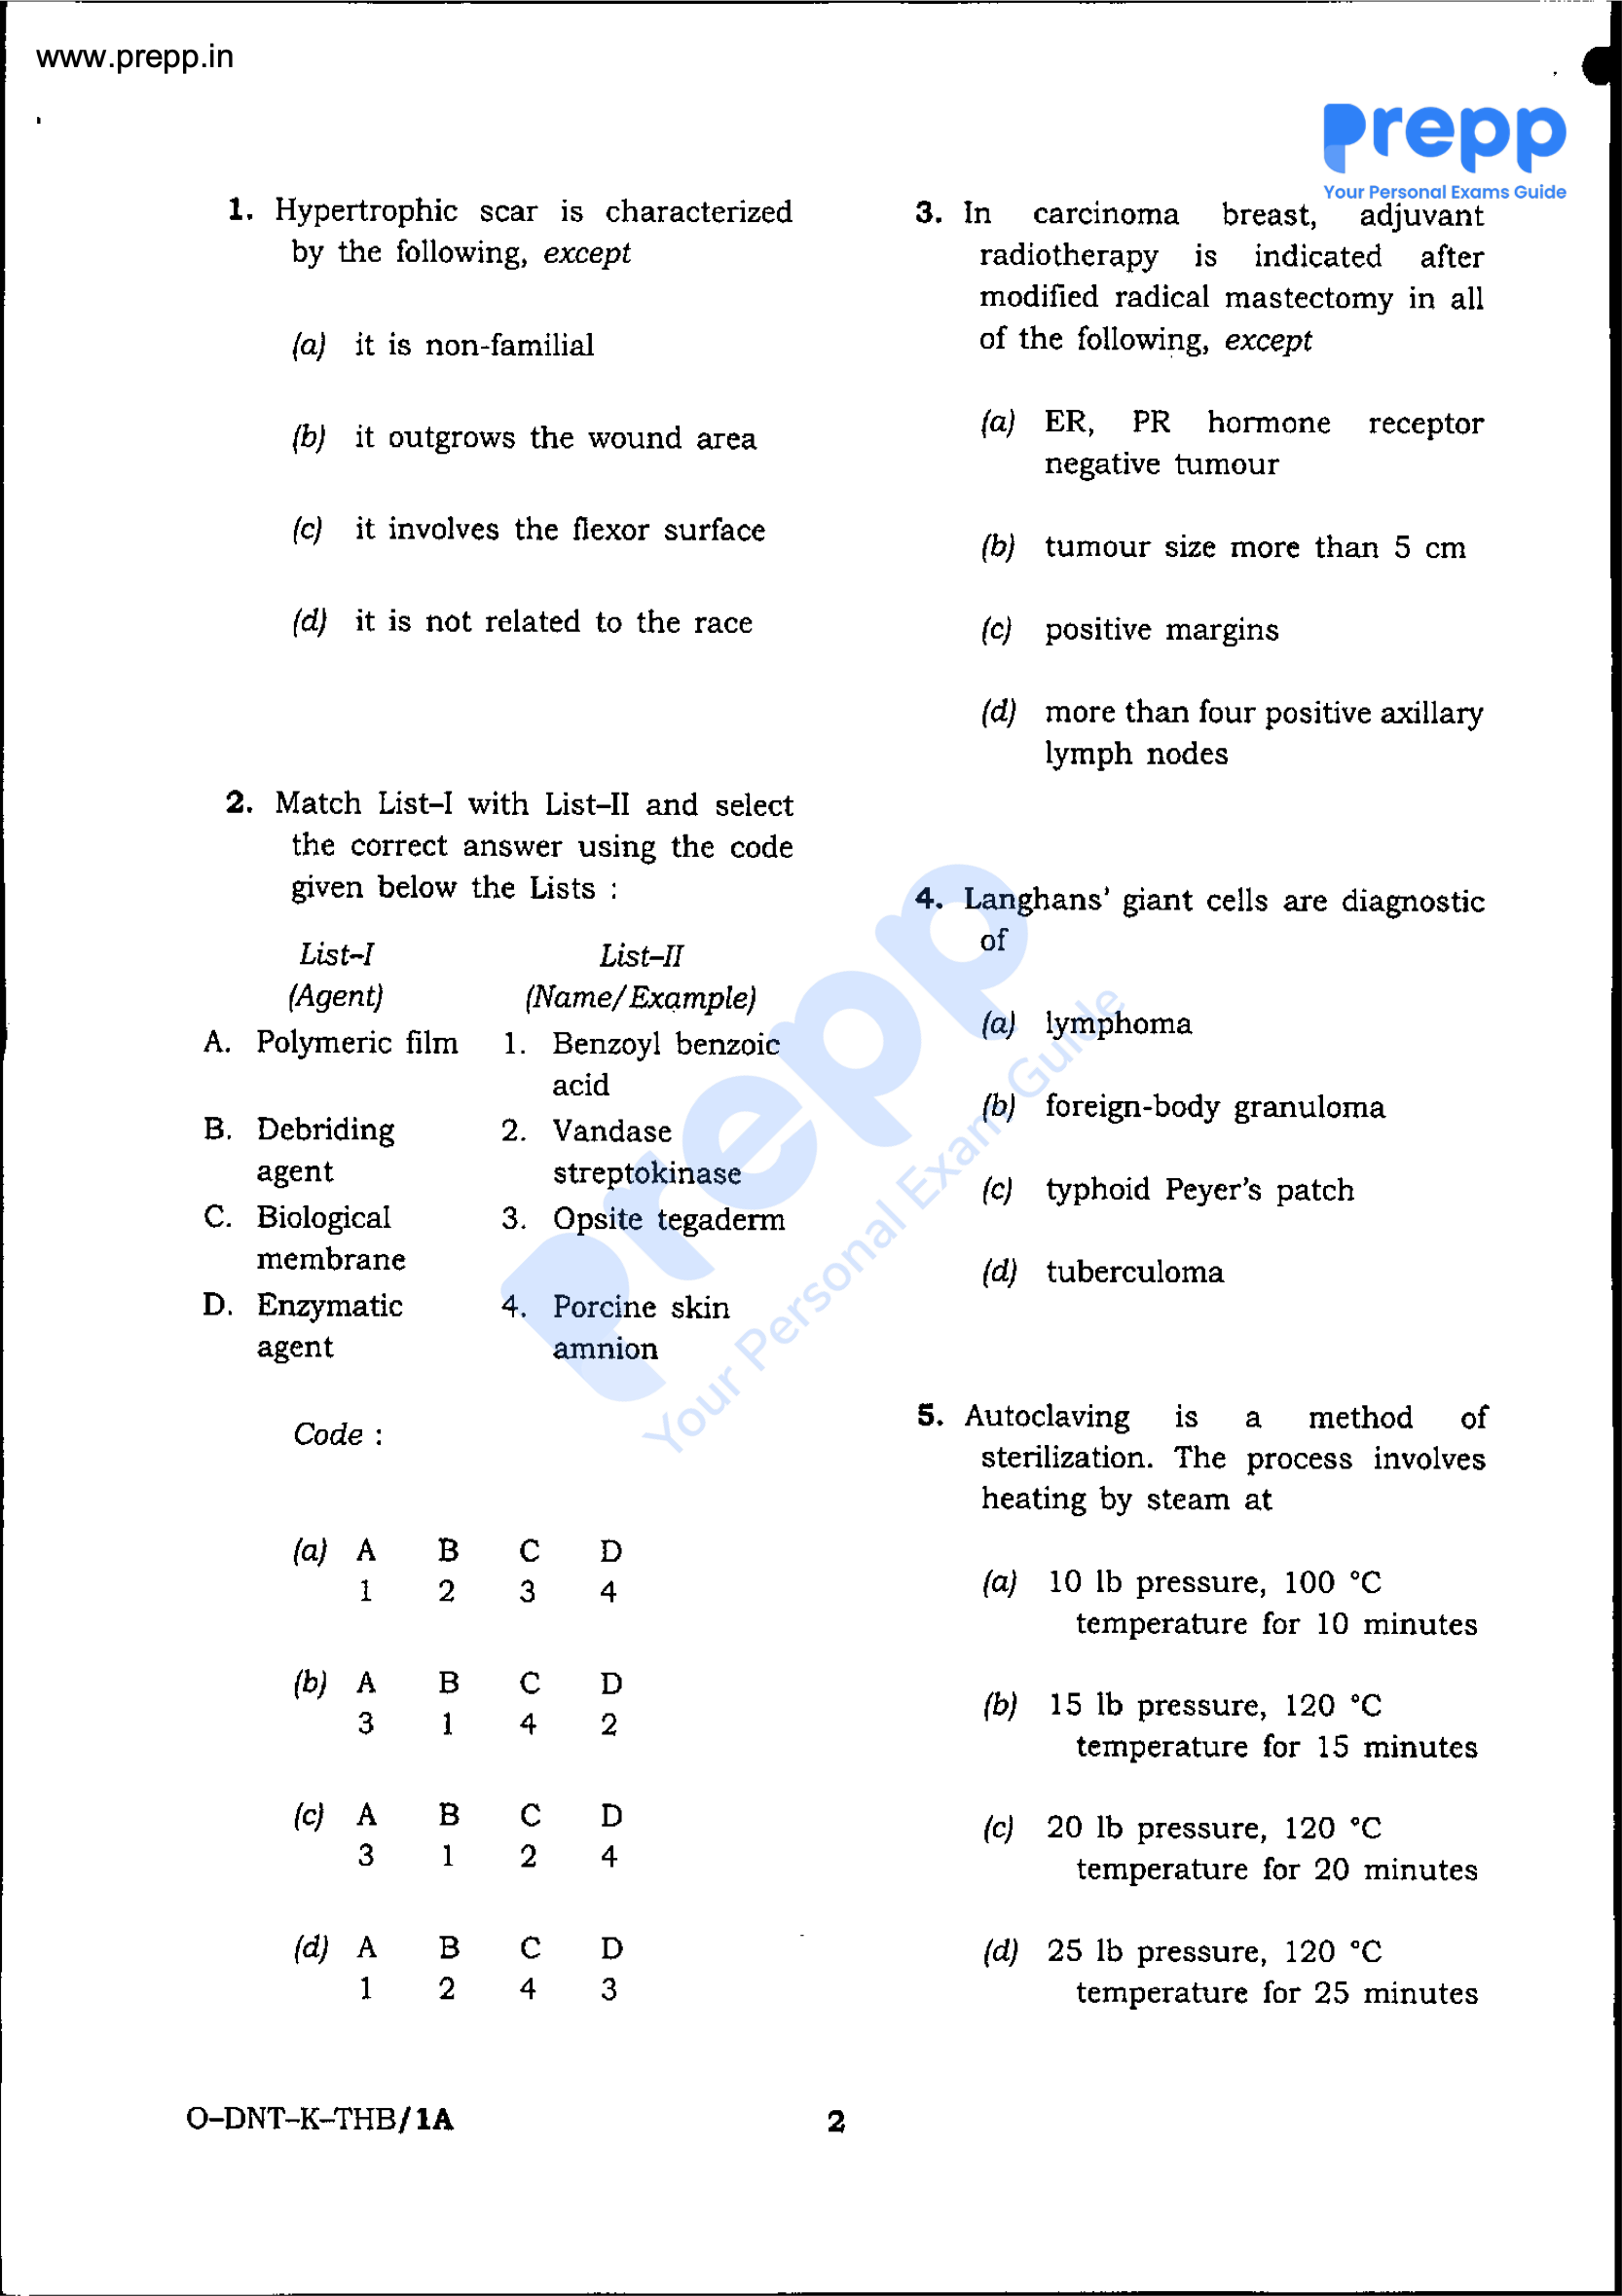 www.prepp.in
prepp
Your Personal Exams Guide
1. Hypertrophic scar is characterized
by the following, except
(a) it is non-familial
(b) it outgrows the wound area
(c) it involves the flexor surface
(d) it is not related to the race
2. Match List–I with List–II and select
the correct answer using the code
given below the Lists :
List–I List–II
(Agent) (Name/Example)
A. Polymeric film 1. Benzoyl benzoic
acid
B. Debriding 2. Vandase
agent streptokinase
C. Biological 3. Opsite tegaderm
membrane
D. Enzymatic 4. Porcine skin
agent amnion
Code :
(a) A B C D
1 2 3 4
(b) A B C D
3 1 4 2
(c) A B C D
3 1 2 4
(d) A B C D
1 2 4 3
3. In carcinoma breast, adjuvant
radiotherapy is indicated after
modified radical mastectomy in all
of the following, except
(a) ER, PR hormone receptor
negative tumour
(b) tumour size more than 5 cm
(c) positive margins
(d) more than four positive axillary
lymph nodes
4. Langhans' giant cells are diagnostic
of
(a) lymphoma
(b) foreign-body granuloma
(c) typhoid Peyer's patch
(d) tuberculoma
5. Autoclaving is a method of
sterilization. The process involves
heating by steam at
(a) 10 lb pressure, 100 °C
temperature for 10 minutes
(b) 15 lb pressure, 120 °C
temperature for 15 minutes
(c) 20 lb pressure, 120 °C
temperature for 20 minutes
(d) 25 lb pressure, 120 °C
temperature for 25 minutes
prepp
Your Personal Exam Guide
O–DNT–K–THB/1A 2